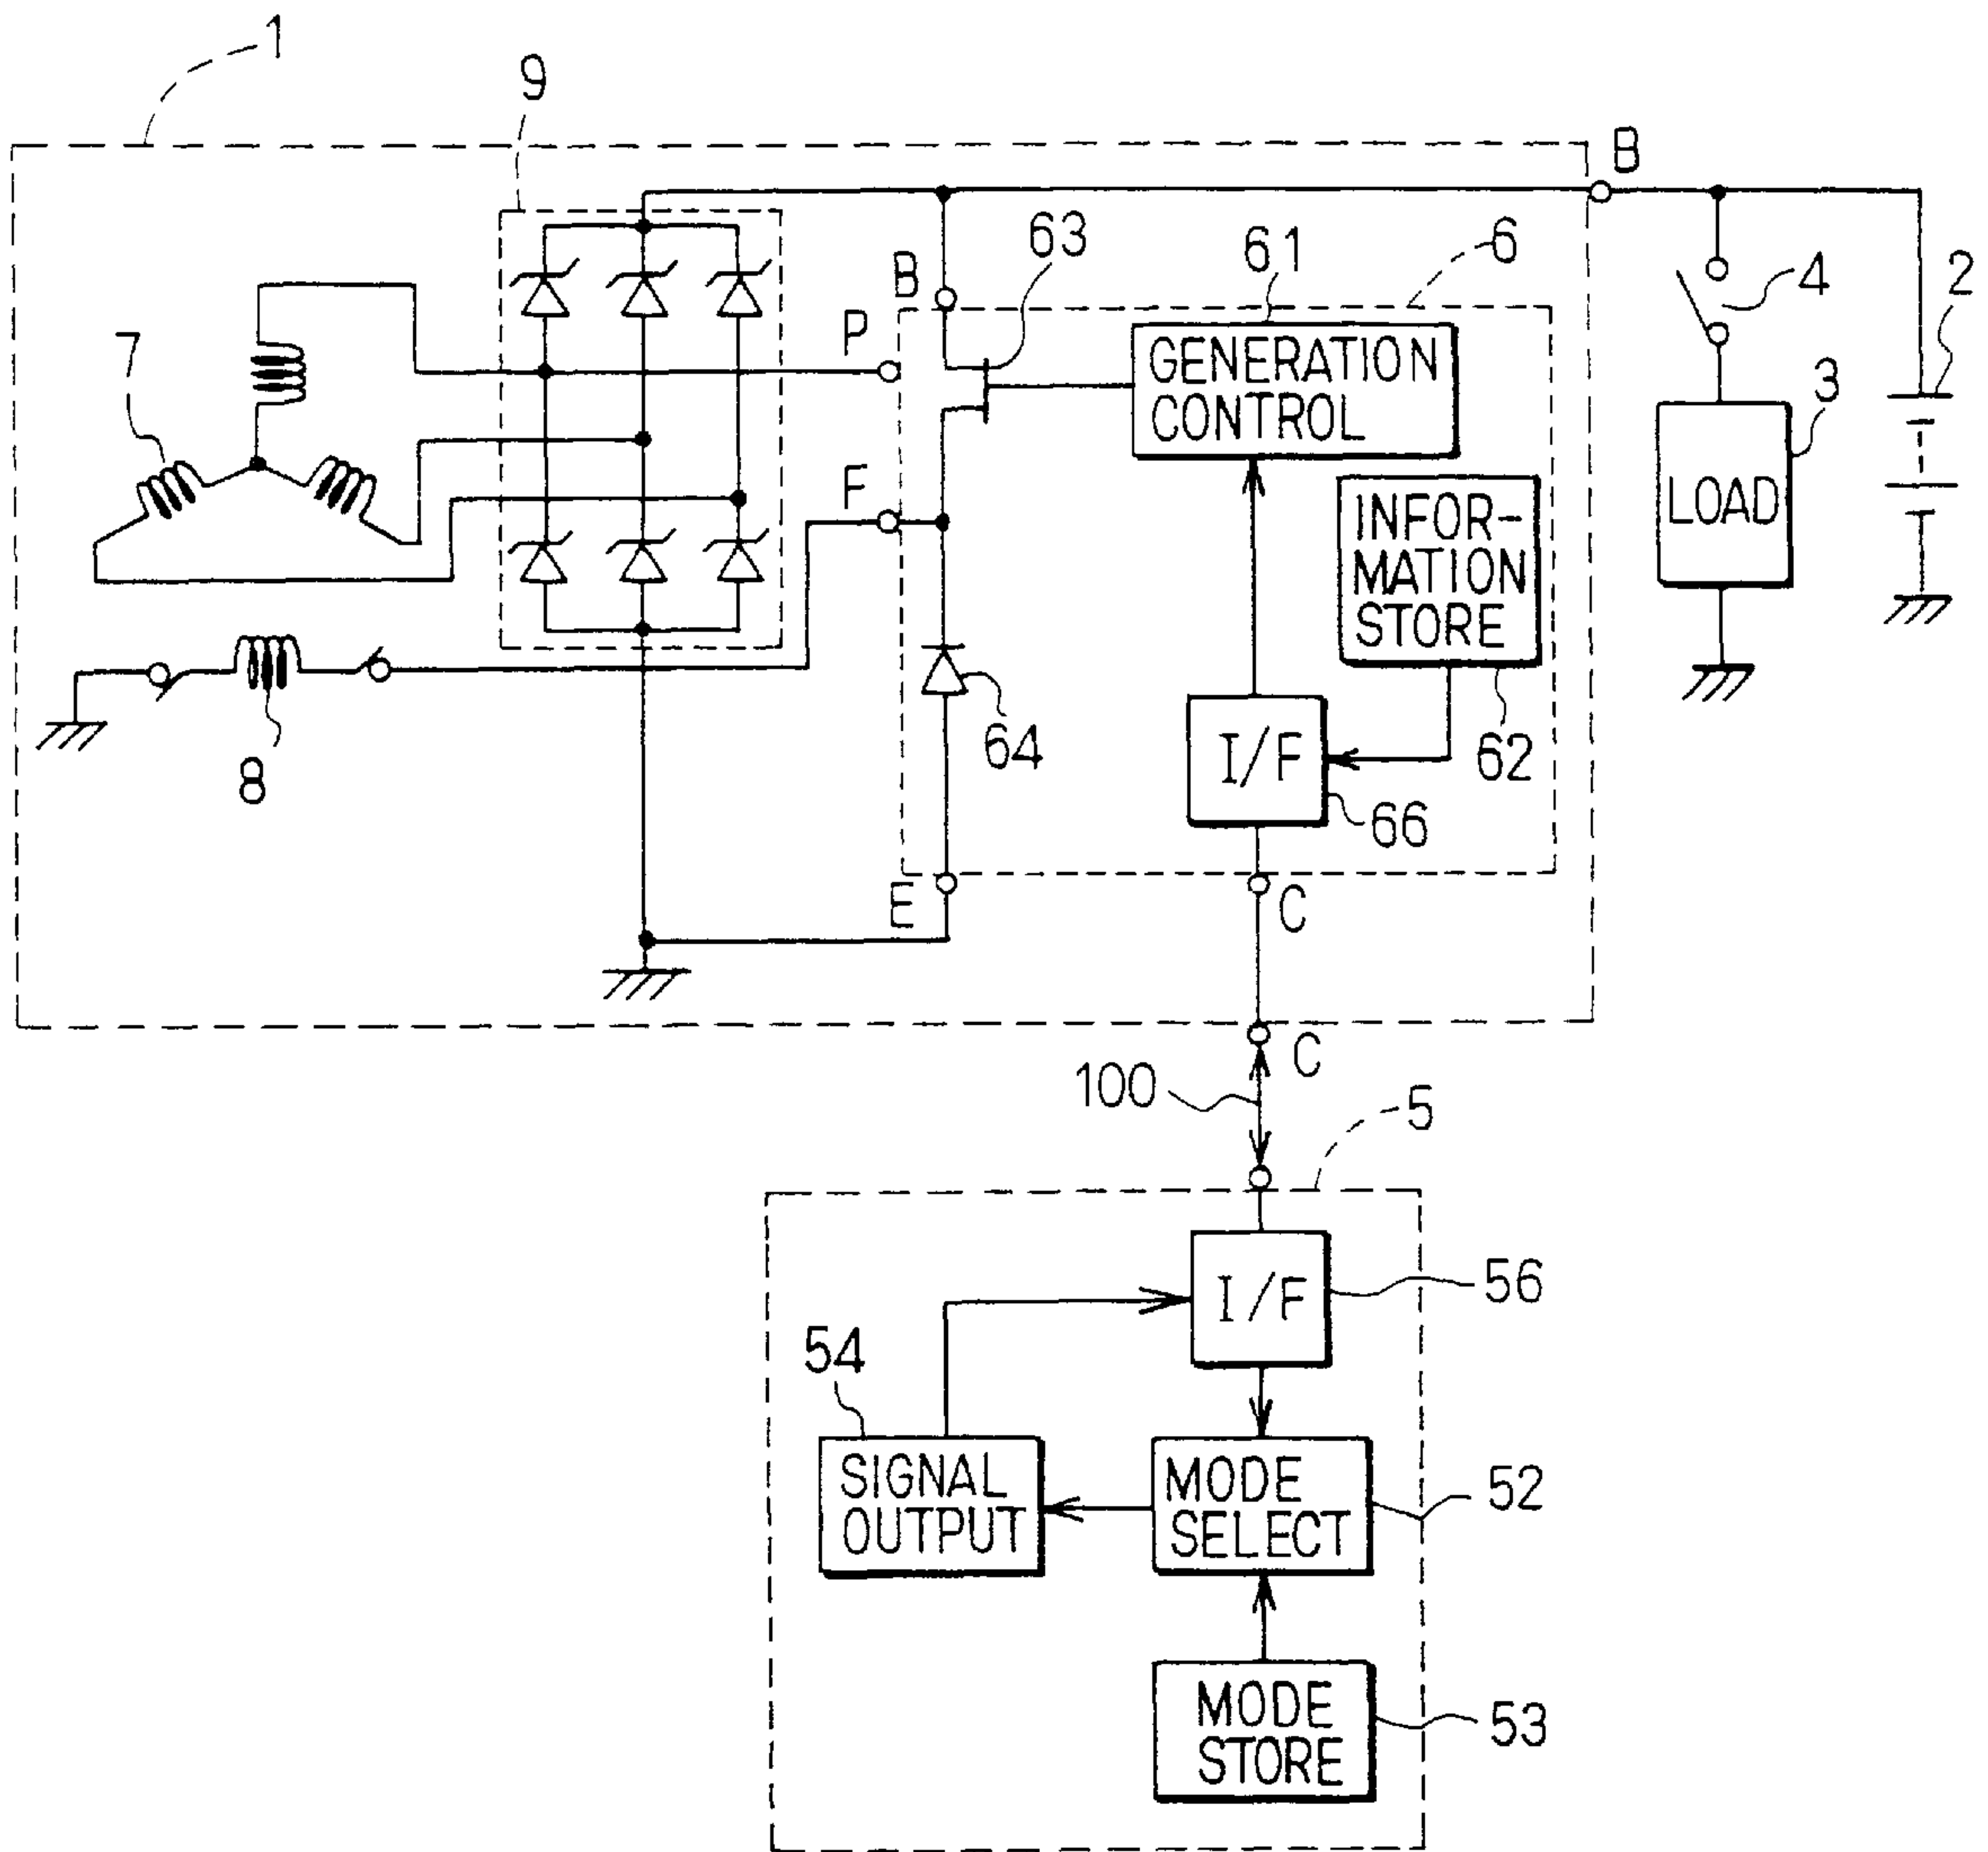 1
9
B
63
61
6
B
4
2
P
7
GENERATION
CONTROL
3
F
LOAD
INFOR-
MATION
STORE
64
I/F
62
8
66
E
C
C
100
5
I/F
56
54
SIGNAL
OUTPUT
MODE
SELECT
52
MODE
STORE
53